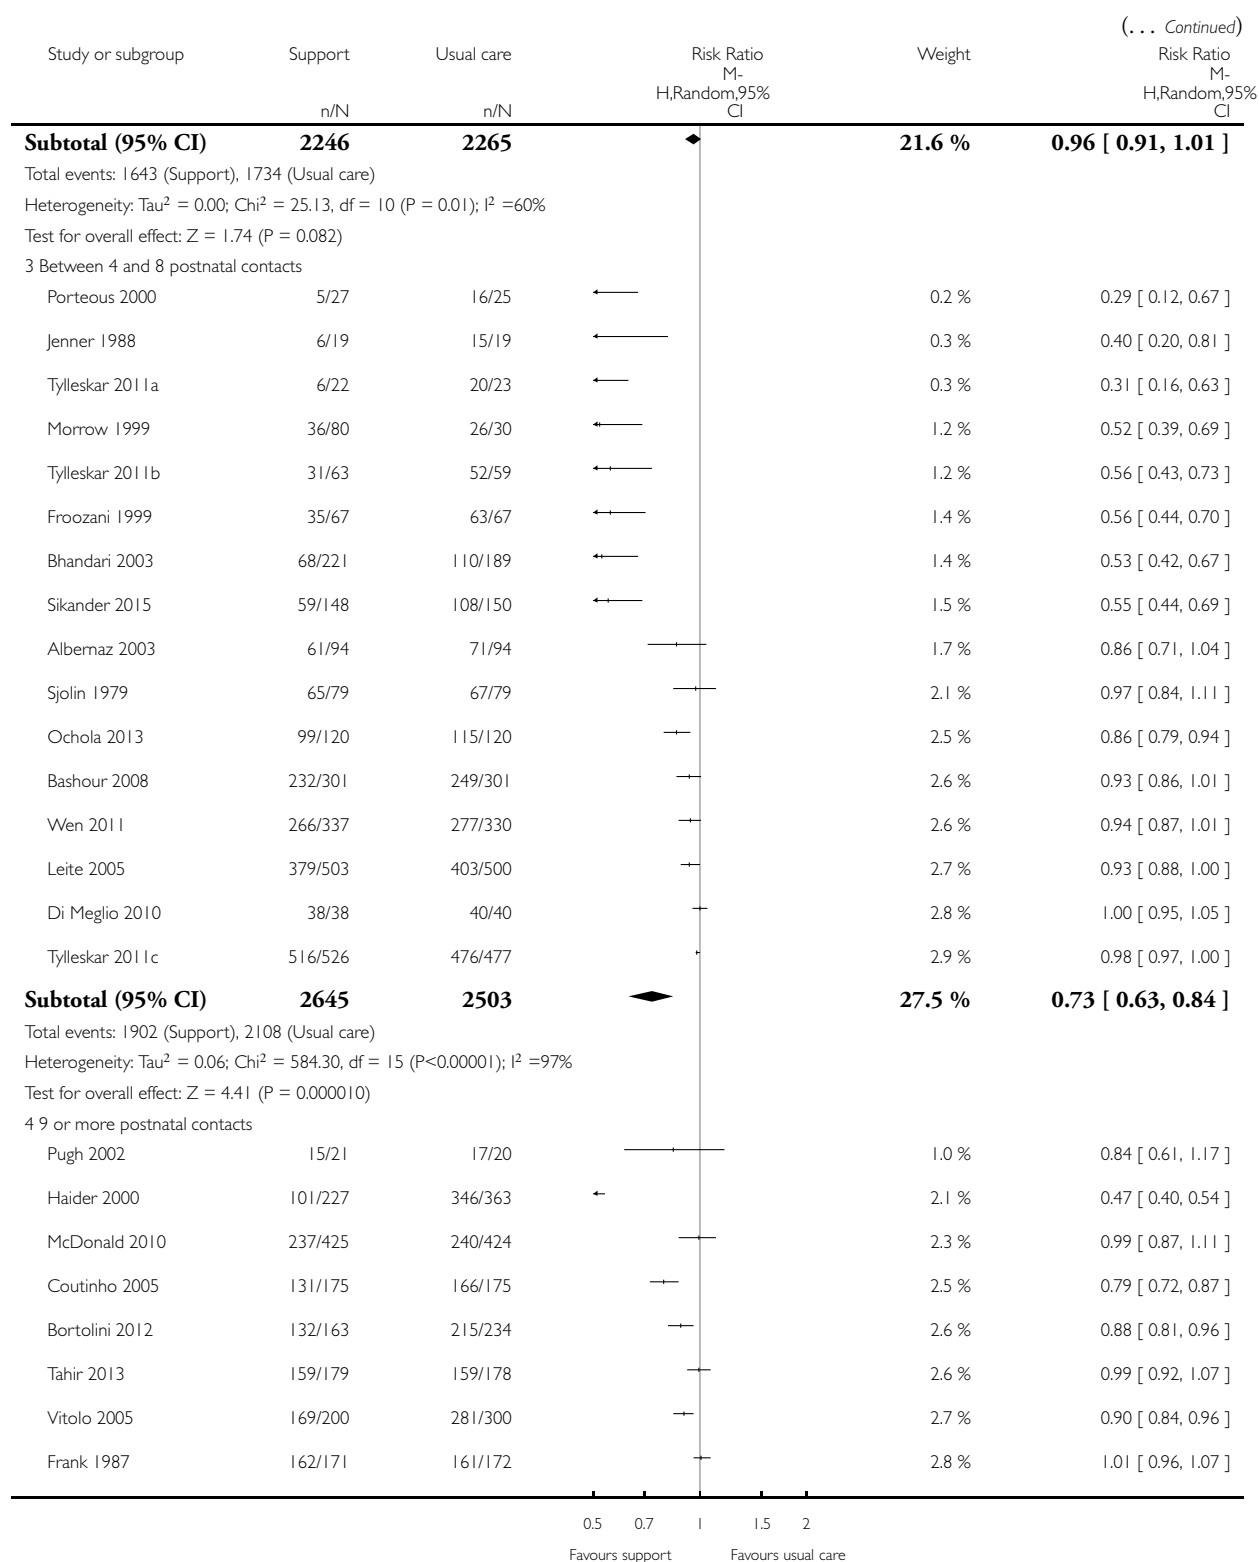 (... Continued)
Study or subgroup Support Usual care Risk Ratio Weight Risk Ratio
M- M-
H,Random,95% H,Random,95%
n/N n/N CI CI
Subtotal (95% CI) 2246 2265 21.6 % 0.96 [ 0.91, 1.01 ]
Total events: 1643 (Support), 1734 (Usual care)
Heterogeneity: Tau² = 0.00; Chi² = 25.13, df = 10 (P = 0.01); I² =60%
Test for overall effect: Z = 1.74 (P = 0.082)
3 Between 4 and 8 postnatal contacts
Porteous 2000 5/27 16/25 0.2 % 0.29 [ 0.12, 0.67 ]
Jenner 1988 6/19 15/19 0.3 % 0.40 [ 0.20, 0.81 ]
Tylleskar 2011a 6/22 20/23 0.3 % 0.31 [ 0.16, 0.63 ]
Morrow 1999 36/80 26/30 1.2 % 0.52 [ 0.39, 0.69 ]
Tylleskar 2011b 31/63 52/59 1.2 % 0.56 [ 0.43, 0.73 ]
Froozani 1999 35/67 63/67 1.4 % 0.56 [ 0.44, 0.70 ]
Bhandari 2003 68/221 110/189 1.4 % 0.53 [ 0.42, 0.67 ]
Sikander 2015 59/148 108/150 1.5 % 0.55 [ 0.44, 0.69 ]
Albernaz 2003 61/94 71/94 1.7 % 0.86 [ 0.71, 1.04 ]
Sjolin 1979 65/79 67/79 2.1 % 0.97 [ 0.84, 1.11 ]
Ochola 2013 99/120 115/120 2.5 % 0.86 [ 0.79, 0.94 ]
Bashour 2008 232/301 249/301 2.6 % 0.93 [ 0.86, 1.01 ]
Wen 2011 266/337 277/330 2.6 % 0.94 [ 0.87, 1.01 ]
Leite 2005 379/503 403/500 2.7 % 0.93 [ 0.88, 1.00 ]
Di Meglio 2010 38/38 40/40 2.8 % 1.00 [ 0.95, 1.05 ]
Tylleskar 2011c 516/526 476/477 2.9 % 0.98 [ 0.97, 1.00 ]
Subtotal (95% CI) 2645 2503 27.5 % 0.73 [ 0.63, 0.84 ]
Total events: 1902 (Support), 2108 (Usual care)
Heterogeneity: Tau² = 0.06; Chi² = 584.30, df = 15 (P<0.00001); I² =97%
Test for overall effect: Z = 4.41 (P = 0.000010)
4 9 or more postnatal contacts
Pugh 2002 15/21 17/20 1.0 % 0.84 [ 0.61, 1.17 ]
Haider 2000 101/227 346/363 2.1 % 0.47 [ 0.40, 0.54 ]
McDonald 2010 237/425 240/424 2.3 % 0.99 [ 0.87, 1.11 ]
Coutinho 2005 131/175 166/175 2.5 % 0.79 [ 0.72, 0.87 ]
Bortolini 2012 132/163 215/234 2.6 % 0.88 [ 0.81, 0.96 ]
Tahir 2013 159/179 159/178 2.6 % 0.99 [ 0.92, 1.07 ]
Vitolo 2005 169/200 281/300 2.7 % 0.90 [ 0.84, 0.96 ]
Frank 1987 162/171 161/172 2.8 % 1.01 [ 0.96, 1.07 ]
0.5 0.7 1 1.5 2
Favours support Favours usual care